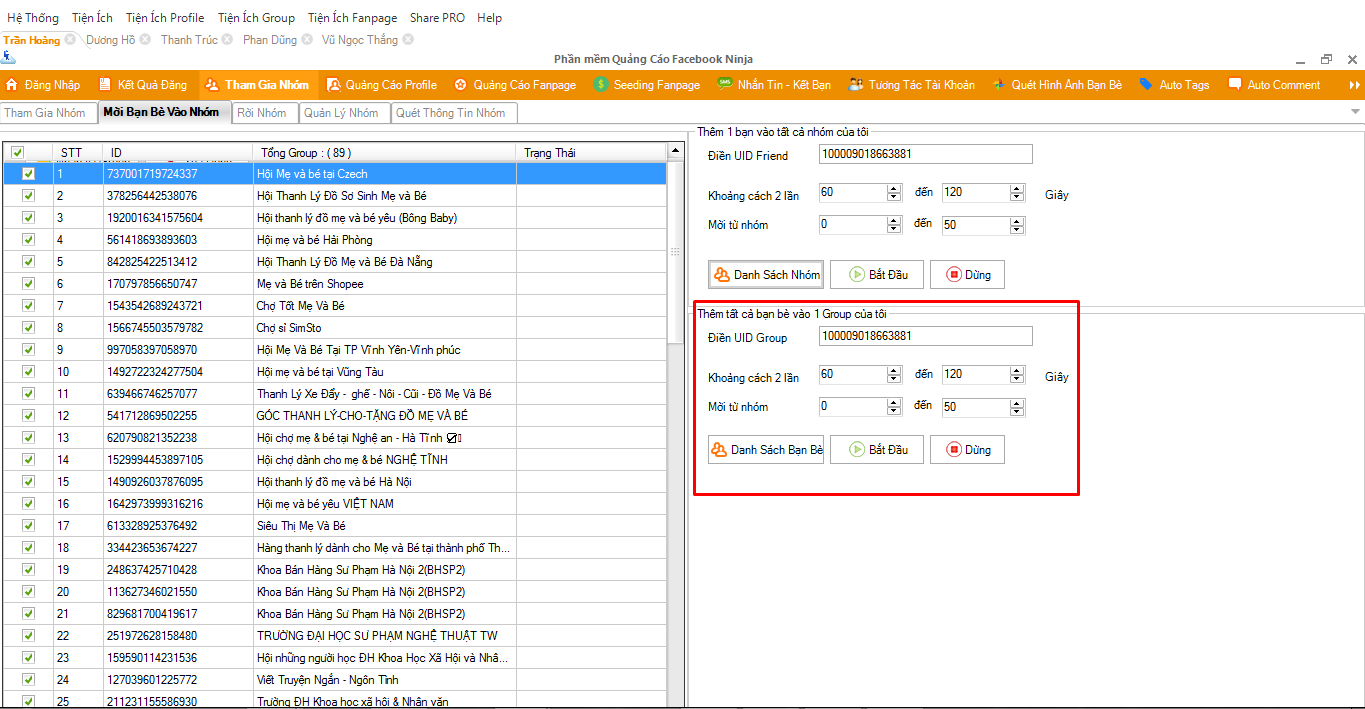 Hệ Thống Tiện Ích Tiện Ích Profile Tiện Ích Group Tiện Ích Fanpage Share PRO Help
Trần Hoàng Dương Hồ Thanh Trúc Phan Dũng Vũ Ngọc Thắng
Phần mềm Quảng Cáo Facebook Ninja
Đăng Nhập Kết Quả Đăng Tham Gia Nhóm Quảng Cáo Profile Quảng Cáo Fanpage Seeding Fanpage SMS Nhắn Tin - Kết Bạn Tương Tác Tài Khoản Quét Hình Ảnh Bạn Bè Auto Tags Auto Comment
Tham Gia Nhóm Mời Bạn Bè Vào Nhóm Rời Nhóm Quản Lý Nhóm Quét Thông Tin Nhóm
STT ID Tổng Group : ( 89 ) Trạng Thái
1 737001719724337 Hội Mẹ và bé tại Czech
2 378256442538076 Hội Thanh Lý Đồ Sơ Sinh Mẹ và Bé
3 1920016341575604 Hội thanh lý đồ mẹ và bé yêu (Bông Baby)
4 561418693893603 Hội mẹ và bé Hải Phòng
5 842825422513412 Hội Thanh Lý Đồ Mẹ và Bé Đà Nẵng
6 170797856650747 Mẹ và Bé trên Shopee
7 1543542689243721 Chợ Tốt Mẹ Và Bé
8 1566745503579782 Chợ sỉ SimSto
9 997058397058970 Hội Mẹ Và Bé Tại TP Vĩnh Yên-Vĩnh phúc
10 1492722324277504 Hội mẹ và bé tại Vũng Tàu
11 639466746257077 Thanh Lý Xe Đẩy - ghế - Nôi - Cũi - Đồ Mẹ Và Bé
12 541712869502255 GÓC THANH LÝ-CHO-TẶNG ĐỒ MẸ VÀ BÉ
13 620790821352238 Hội chợ mẹ & bé tại Nghệ an - Hà Tĩnh
14 1529994453897105 Hội chợ dành cho mẹ & bé NGHỆ TĨNH
15 1490926037876095 Hội thanh lý đồ mẹ và bé Hà Nội
16 1642973999316216 Hội mẹ và bé yêu VIỆT NAM
17 613328925376492 Siêu Thị Mẹ Và Bé
18 334423653674227 Hàng thanh lý dành cho Mẹ và Bé tại thành phố Th...
19 248637425710428 Khoa Bán Hàng Sư Phạm Hà Nội 2(BHSP2)
20 113627346021550 Khoa Bán Hàng Sư Phạm Hà Nội 2(BHSP2)
21 829681700419617 Khoa Bán Hàng Sư Phạm Hà Nội 2(BHSP2)
22 251972628158480 TRƯỜNG ĐẠI HỌC SƯ PHẠM NGHỆ THUẬT TW
23 159590114231536 Hội những người học ĐH Khoa Học Xã Hội và Nhâ...
24 127039601225772 Viết Truyện Ngắn - Ngôn Tình
25 211231155586930 Trường ĐH Khoa học xã hội & Nhân văn
Thêm 1 bạn vào tất cả nhóm của tôi
Điền UID Friend 100009018663881
Khoảng cách 2 lần 60 đến 120 Giây
Mời từ nhóm 0 đến 50
Danh Sách Nhóm Bắt Đầu Dừng
Thêm tất cả bạn bè vào 1 Group của tôi
Điền UID Group 100009018663881
Khoảng cách 2 lần 60 đến 120 Giây
Mời từ nhóm 0 đến 50
Danh Sách Bạn Bè Bắt Đầu Dừng